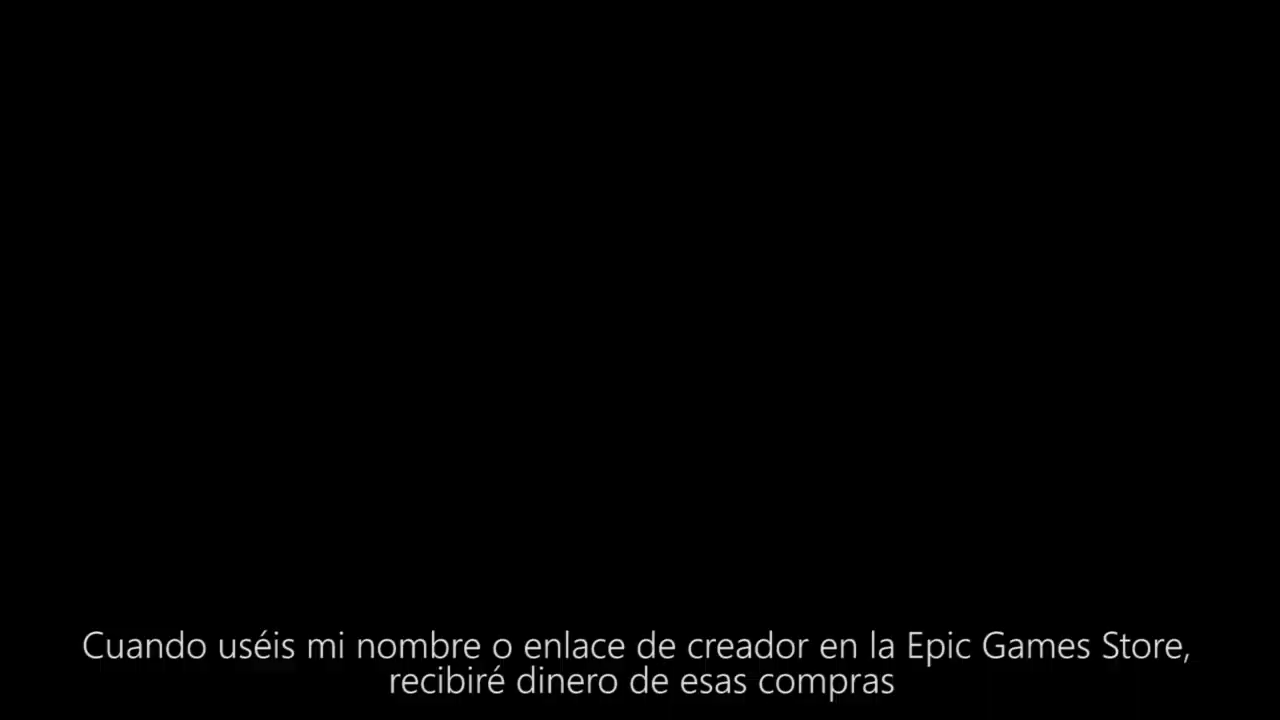 Cuando uséis mi nombre o enlace de creador en la Epic Games Store,
recibiré dinero de esas compras